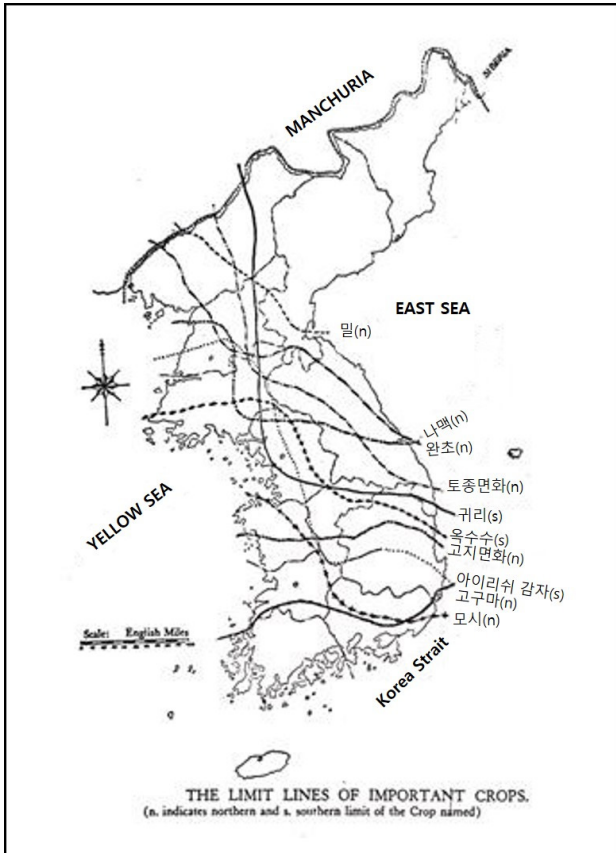 MANCHURIA
SIBERIA
EAST SEA
밀(n)
나맥(n)
완초(n)
토종면화(n)
귀리(s)
옥수수(s)
고지면화(n)
YELLOW SEA
아이리쉬 감자(s)
고구마(n)
모시(n)
Scale: English Miles
Korea Strait
THE LIMIT LINES OF IMPORTANT CROPS.
(n. indicates northern and s. southern limit of the Crop named)